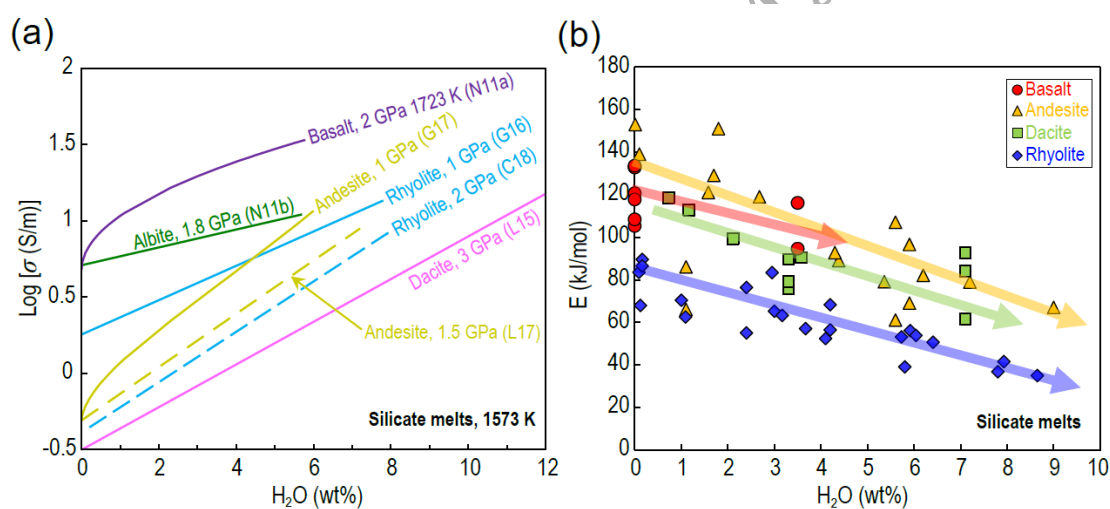 (a)
2
1.5
1
0.5
0
-0.5
Log [σ (S/m)]
Basalt, 2 GPa 1723 K (N11a)
Andesite, 1 GPa (G17)
Rhyolite, 1 GPa (G16)
Rhyolite, 2 GPa (C18)
Albite, 1.8 GPa (N11b)
Dacite, 3 GPa (L15)
Andesite, 1.5 GPa (L17)
Silicate melts, 1573 K
0 2 4 6 8 10 12
H₂O (wt%)
(b)
180
160
140
120
100
80
60
40
20
0
E (kJ/mol)
Basalt
Andesite
Dacite
Rhyolite
Silicate melts
0 1 2 3 4 5 6 7 8 9 10
H₂O (wt%)